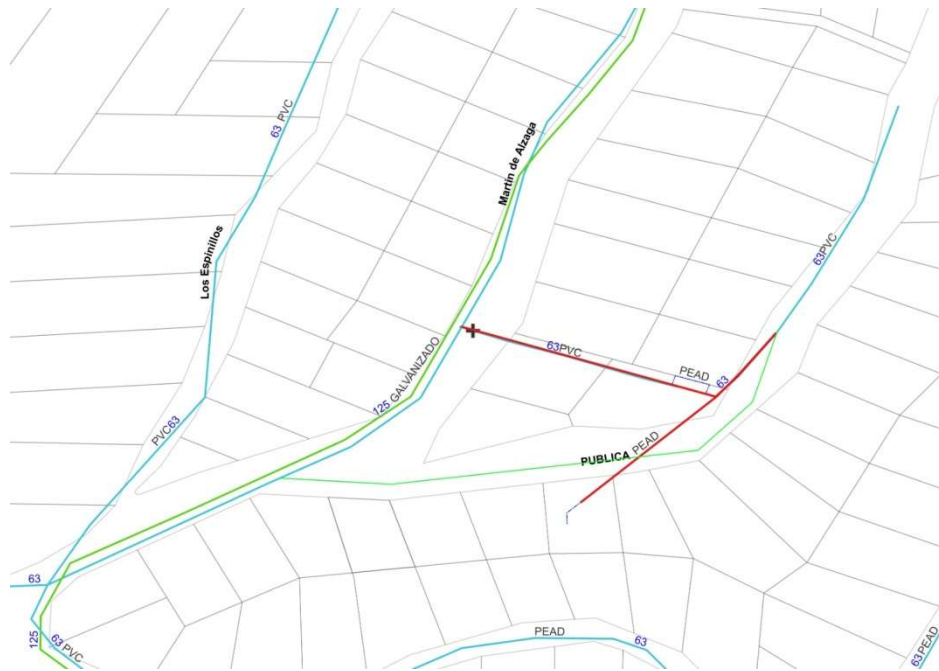 63 PVC
Martin de Alzaga
Los Espinillos
63PVC
63PVC
PEAD
63
125 GALVANIZADO
PVC63
PUBLICA PEAD
63
125
63 PVC
PEAD
63
63 PEAD